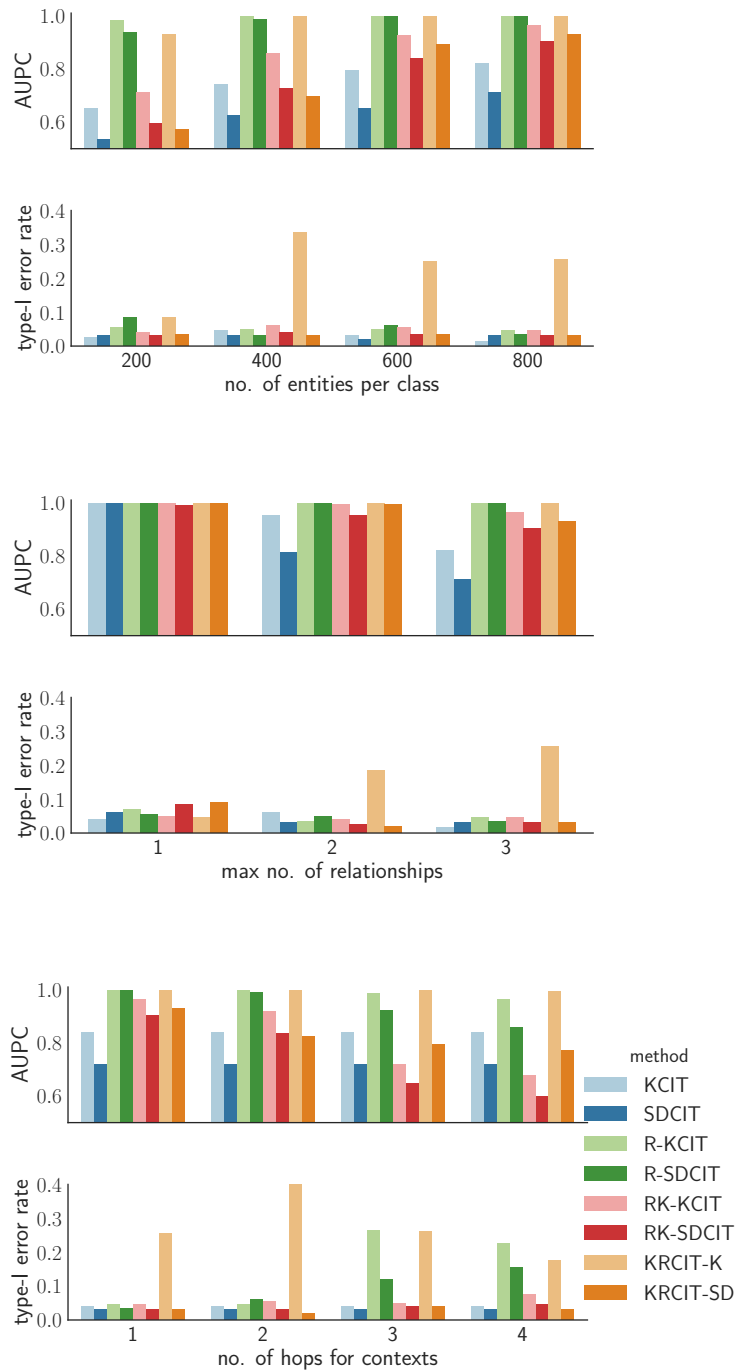 1.0
0.8
0.6
AUPC
0.4
0.3
0.2
0.1
0.0
type-I error rate
200 400 600 800
no. of entities per class
1.0
0.8
0.6
AUPC
0.4
0.3
0.2
0.1
0.0
type-I error rate
1 2 3
max no. of relationships
1.0
0.8
0.6
AUPC
0.4
0.3
0.2
0.1
0.0
type-I error rate
1 2 3 4
no. of hops for contexts
method
KCIT
SDCIT
R-KCIT
R-SDCIT
RK-KCIT
RK-SDCIT
KRCIT-K
KRCIT-SD